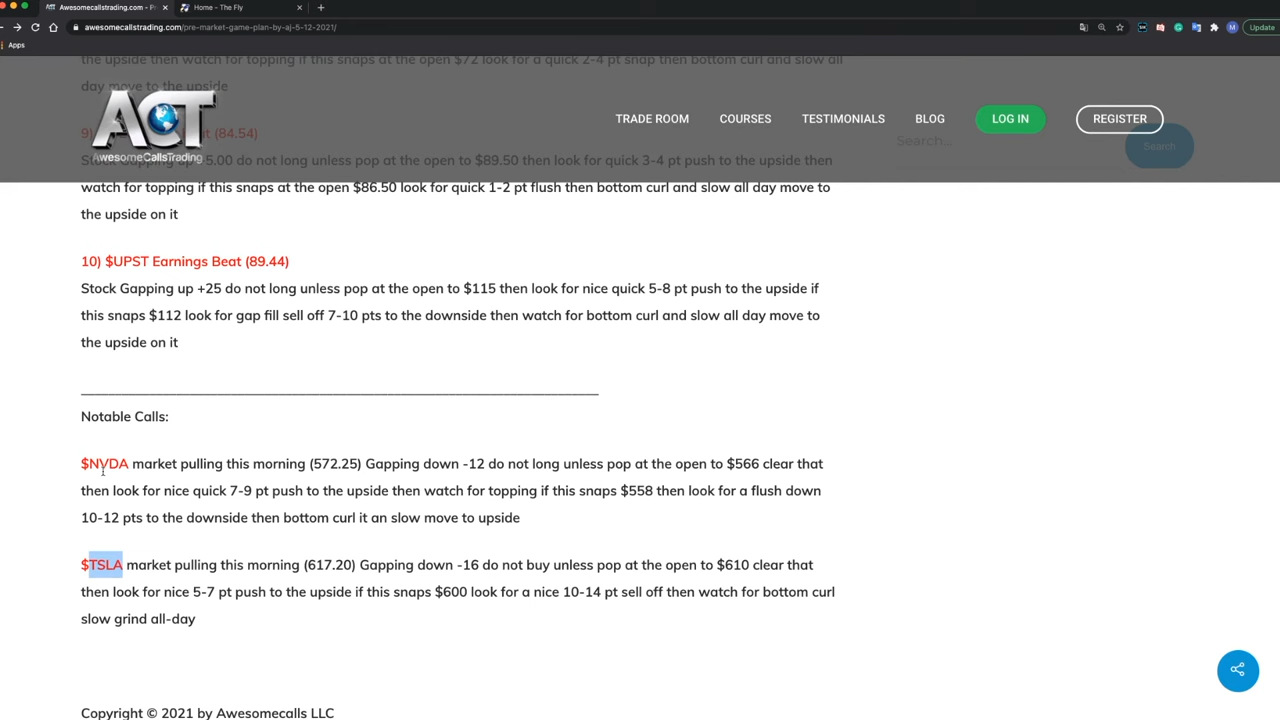 Awesomecallstrading.com - P
Home - The Fly
awesomecallstrading.com/pre-market-game-plan-by-aj-5-12-2021/
M
Update
Apps
the upside then watch for topping if this snaps at the open $72 look for a quick 2-4 pt snap then bottom curl and slow all
day move to the upside
ACT
AwesomeCallsTrading
TRADE ROOM
COURSES
TESTIMONIALS
BLOG
LOG IN
REGISTER
9)
(84.54)
Search...
Search
Stock Gapping up 5.00 do not long unless pop at the open to $89.50 then look for quick 3-4 pt push to the upside then
watch for topping if this snaps at the open $86.50 look for quick 1-2 pt flush then bottom curl and slow all day move to
the upside on it
10) $UPST Earnings Beat (89.44)
Stock Gapping up +25 do not long unless pop at the open to $115 then look for nice quick 5-8 pt push to the upside if
this snaps $112 look for gap fill sell off 7-10 pts to the downside then watch for bottom curl and slow all day move to
the upside on it
Notable Calls:
$NVDA market pulling this morning (572.25) Gapping down -12 do not long unless pop at the open to $566 clear that
then look for nice quick 7-9 pt push to the upside then watch for topping if this snaps $558 then look for a flush down
10-12 pts to the downside then bottom curl it an slow move to upside
$TSLA market pulling this morning (617.20) Gapping down -16 do not buy unless pop at the open to $610 clear that
then look for nice 5-7 pt push to the upside if this snaps $600 look for a nice 10-14 pt sell off then watch for bottom curl
slow grind all-day
Copyright © 2021 by Awesomecalls LLC